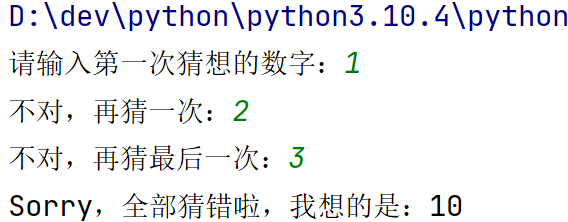 D:\dev\python\python3.10.4\python
请输入第一次猜想的数字：1
不对，再猜一次：2
不对，再猜最后一次：3
Sorry，全部猜错啦，我想的是：10